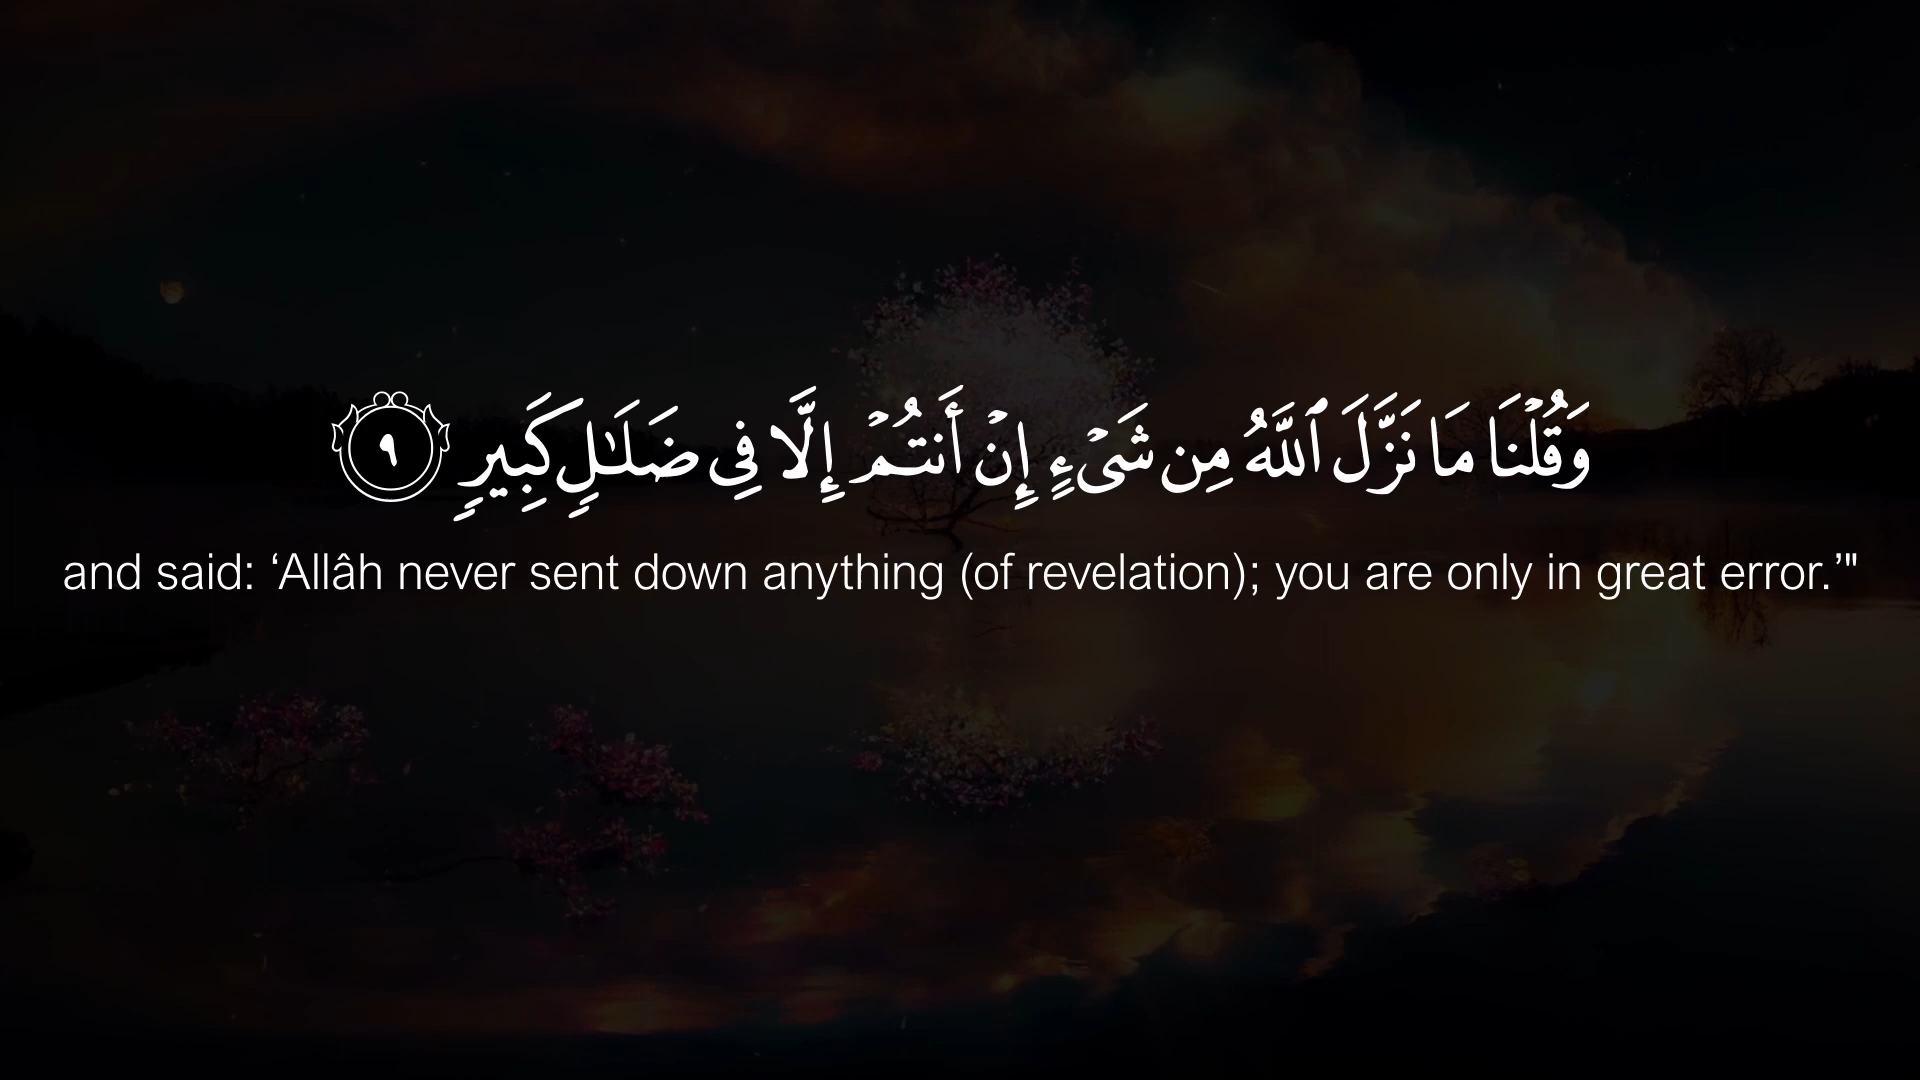 وَقُلْنَا مَا نَزَّلَ ٱللَّهُ مِن شَىْءٍ إِنْ أَنتُمْ إِلَّا فِى ضَلَـٰلٍ كَبِيرٍ ٩
and said: ‘Allâh never sent down anything (of revelation); you are only in great error.’"